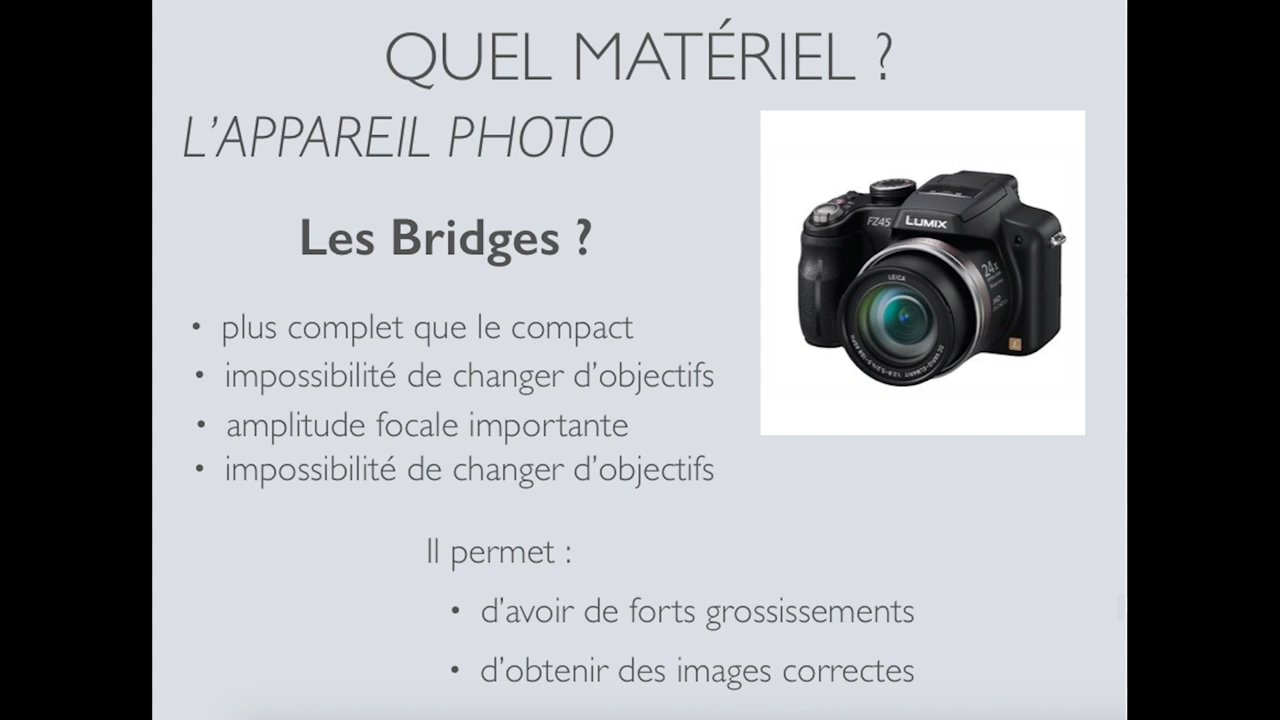 QUEL MATÉRIEL ?
L'APPAREIL PHOTO
Les Bridges ?
• plus complet que le compact
• impossibilité de changer d'objectifs
• amplitude focale importante
• impossibilité de changer d'objectifs
Il permet :
• d'avoir de forts grossissements
• d'obtenir des images correctes
FZ45 LUMIX
24x
LEICA